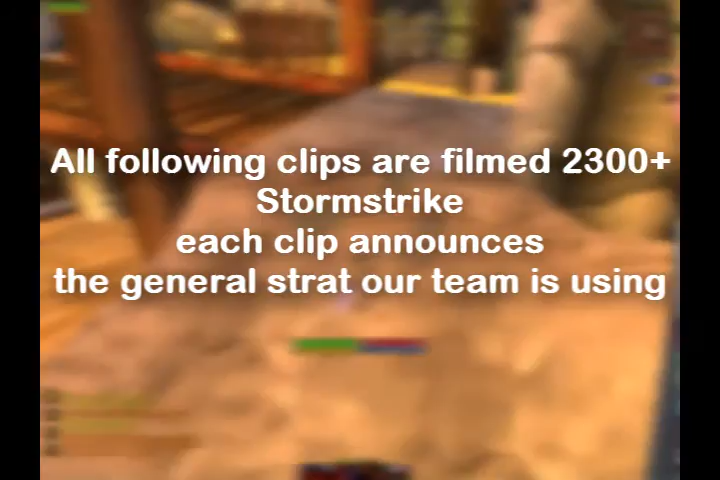 All following clips are filmed 2300+
Stormstrike
each clip announces
the general strat our team is using